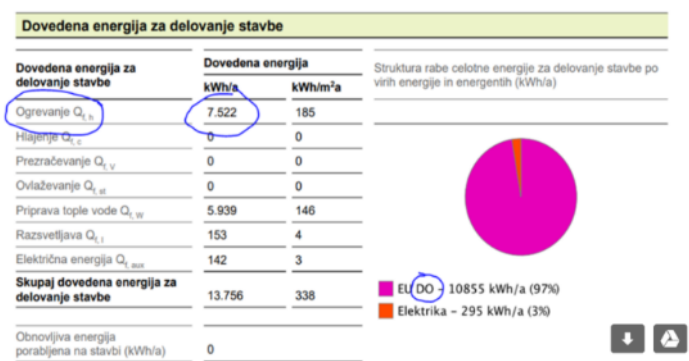 Dovedena energija za delovanje stavbe
Dovedena energija za
delovanje stavbe
Dovedena energija
kWh/a
kWh/m²a
Ogrevanje Qf, h
7.522
185
Hlajenje Qf, c
0
0
Prezračevanje Qf, V
0
0
Ovlaževanje Qf, st
0
0
Priprava tople vode Qf, W
5.939
146
Razsvetljava Qf, l
153
4
Električna energija Qf, aux
142
3
Skupaj dovedena energija za
delovanje stavbe
13.756
338
Obnovljiva energija
porabljena na stavbi (kWh/a)
0
Struktura rabe celotne energije za delovanje stavbe po
virih energije in energentih (kWh/a)
EU DO - 10855 kWh/a (97%)
Elektrika - 295 kWh/a (3%)